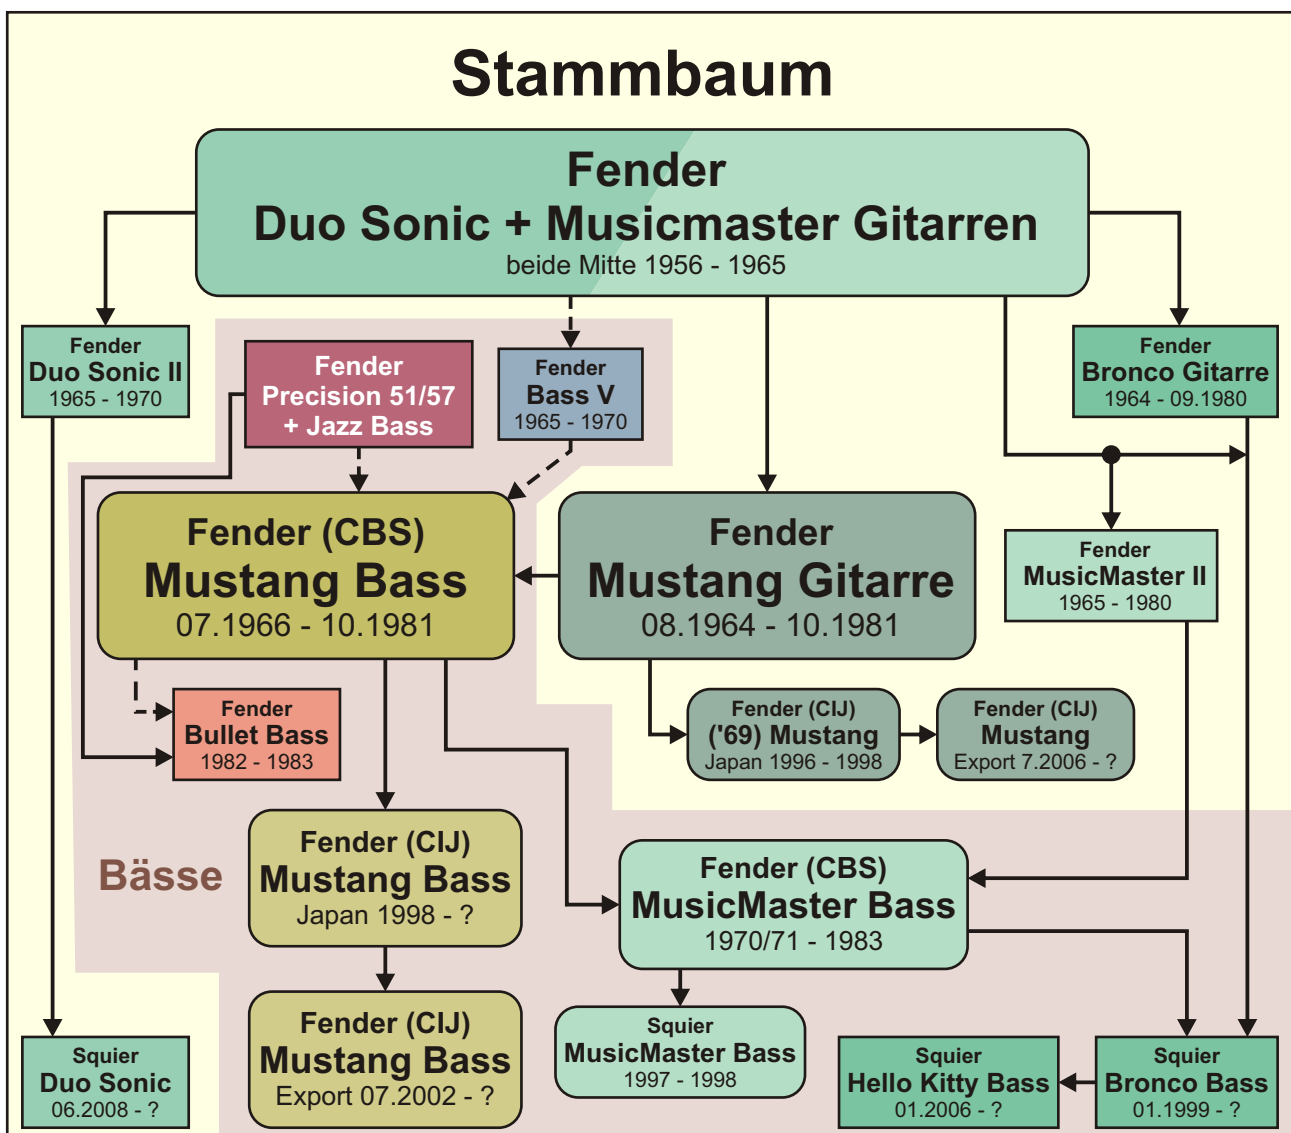 Stammbaum
Fender
Duo Sonic + Musicmaster Gitarren
beide Mitte 1956 - 1965
Fender
Duo Sonic II
1965 - 1970
Fender
Precision 51/57
+ Jazz Bass
Fender
Bass V
1965 - 1970
Fender
Bronco Gitarre
1964 - 09.1980
Fender (CBS)
Mustang Bass
07.1966 - 10.1981
Fender
Mustang Gitarre
08.1964 - 10.1981
Fender
MusicMaster II
1965 - 1980
Fender
Bullet Bass
1982 - 1983
Fender (CIJ)
('69) Mustang
Japan 1996 - 1998
Fender (CIJ)
Mustang
Export 7.2006 - ?
Bässe
Fender (CIJ)
Mustang Bass
Japan 1998 - ?
Fender (CBS)
MusicMaster Bass
1970/71 - 1983
Squier
Duo Sonic
06.2008 - ?
Fender (CIJ)
Mustang Bass
Export 07.2002 - ?
Squier
MusicMaster Bass
1997 - 1998
Squier
Hello Kitty Bass
01.2006 - ?
Squier
Bronco Bass
01.1999 - ?